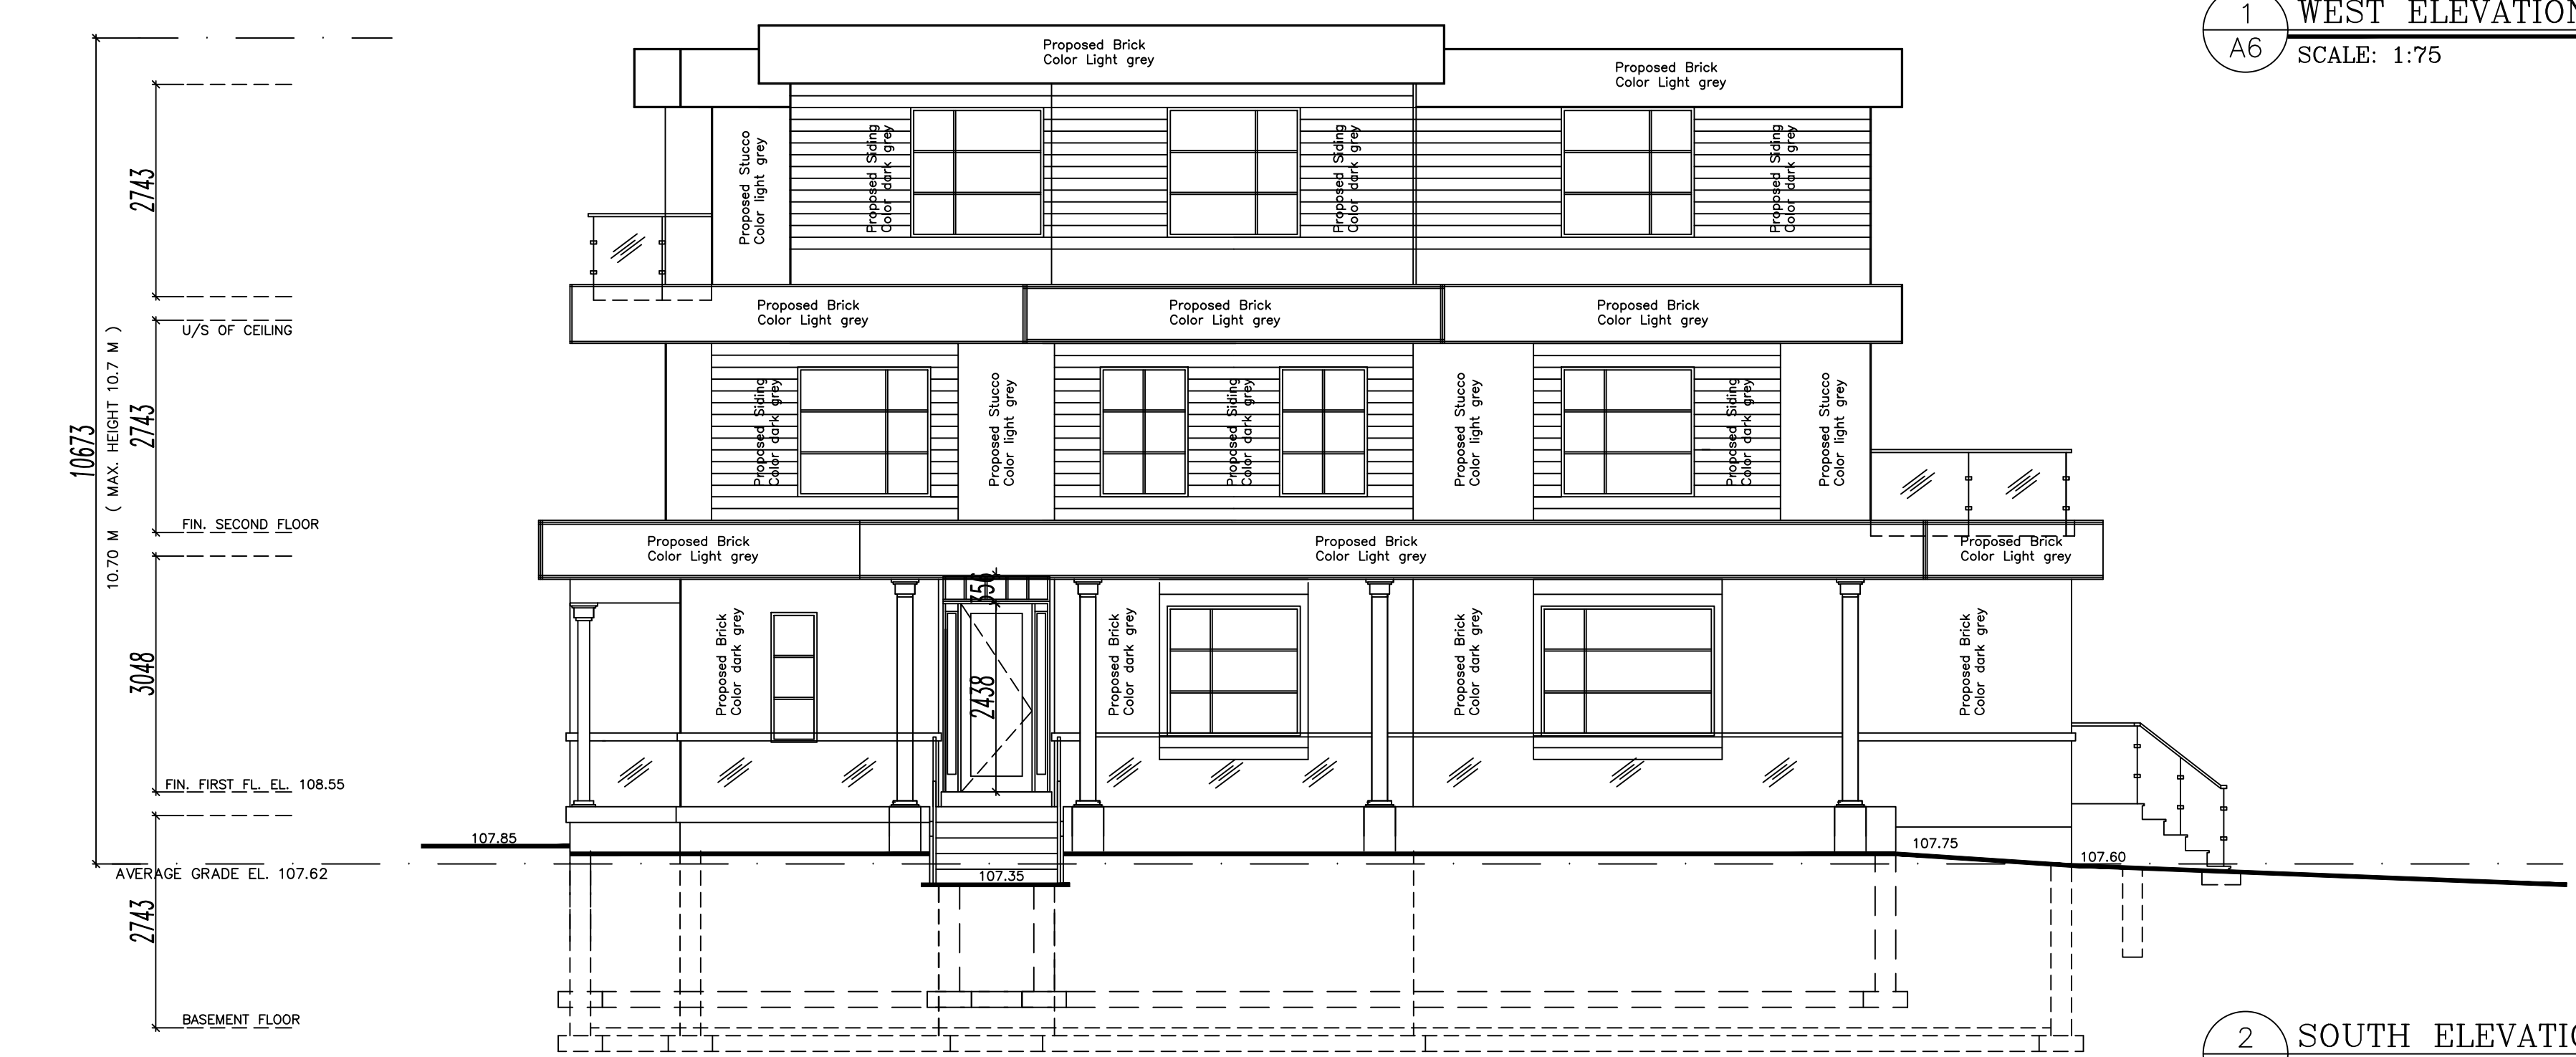 1
WEST ELEVATION
A6
SCALE: 1:75
Proposed Brick
Color Light grey
Proposed Brick
Color Light grey
Proposed Stucco
Color light grey
Proposed Siding
Color dark grey
Proposed Siding
Color dark grey
Proposed Siding
Color dark grey
2743
U/S OF CEILING
Proposed Brick
Color Light grey
Proposed Brick
Color Light grey
Proposed Brick
Color Light grey
10673
10.70 M ( MAX. HEIGHT 10.7 M )
2743
Proposed Siding
Color dark grey
Proposed Stucco
Color light grey
Proposed Siding
Color dark grey
Proposed Stucco
Color light grey
Proposed Siding
Color dark grey
Proposed Stucco
Color light grey
FIN. SECOND FLOOR
Proposed Brick
Color Light grey
Proposed Brick
Color Light grey
Proposed Brick
Color Light grey
3048
356
2438
Proposed Brick
Color dark grey
Proposed Brick
Color dark grey
Proposed Brick
Color dark grey
Proposed Brick
Color dark grey
FIN. FIRST FL. EL. 108.55
107.85
107.75
107.60
AVERAGE GRADE EL. 107.62
107.35
2743
BASEMENT FLOOR
2
SOUTH ELEVATIO